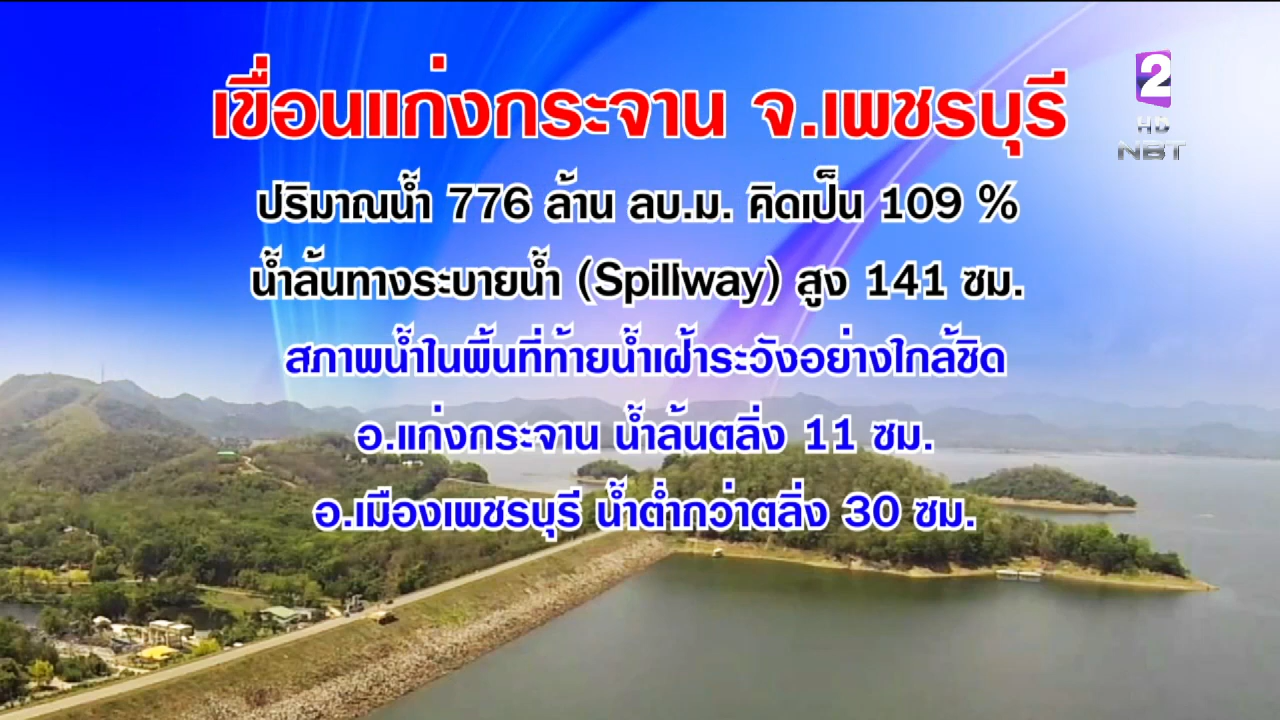 เขื่อนแก่งกระจาน จ.เพชรบุรี
2
HD
NBT
ปริมาณน้ำ 776 ล้าน ลบ.ม. คิดเป็น 109 %
น้ำล้นทางระบายน้ำ (Spillway) สูง 141 ซม.
สภาพน้ำในพื้นที่ท้ายน้ำเฝ้าระวังอย่างใกล้ชิด
อ.แก่งกระจาน น้ำล้นตลิ่ง 11 ซม.
อ.เมืองเพชรบุรี น้ำต่ำกว่าตลิ่ง 30 ซม.